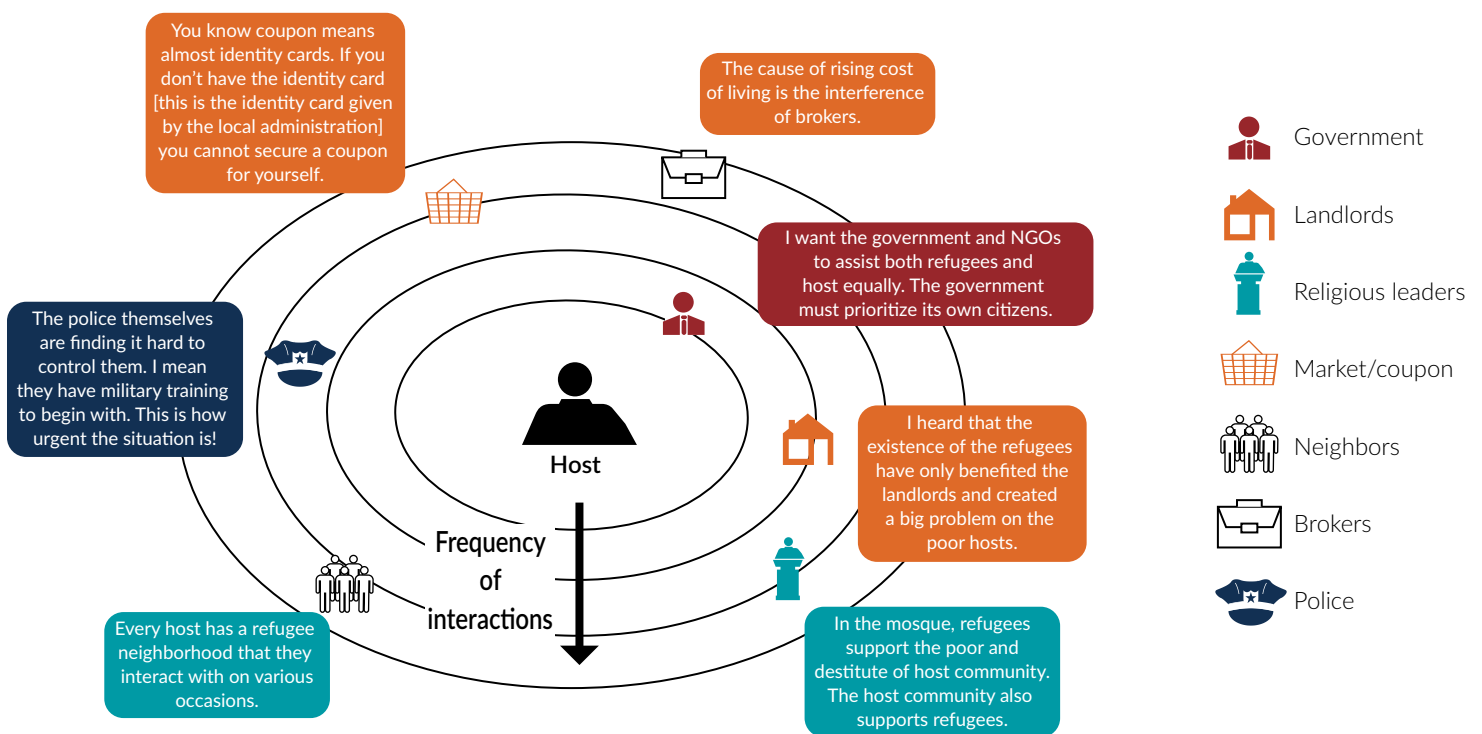 You know coupon means
almost identity cards. If you
don’t have the identity card
[this is the identity card given
by the local administration]
you cannot secure a coupon
for yourself.
The cause of rising cost
of living is the interference
of brokers.
I want the government and NGOs
to assist both refugees and
host equally. The government
must prioritize its own citizens.
The police themselves
are finding it hard to
control them. I mean
they have military training
to begin with. This is how
urgent the situation is!
Host
I heard that the
existence of the refugees
have only benefited the
landlords and created
a big problem on the
poor hosts.
Frequency
of
interactions
Every host has a refugee
neighborhood that they
interact with on various
occasions.
In the mosque, refugees
support the poor and
destitute of host community.
The host community also
supports refugees.
Government
Landlords
Religious leaders
Market/coupon
Neighbors
Brokers
Police